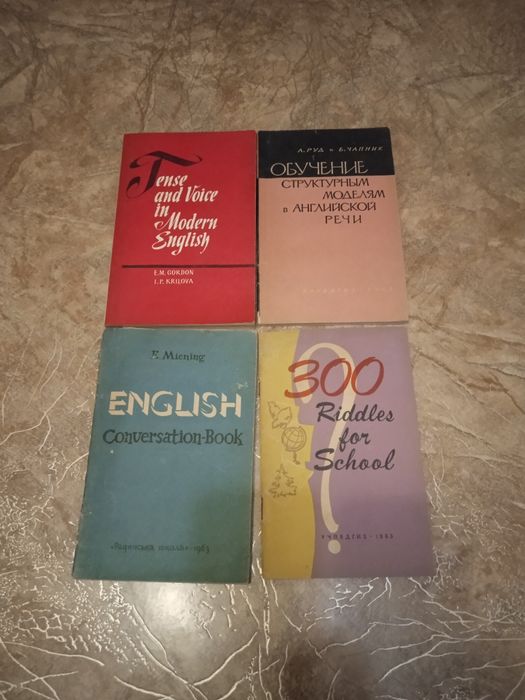 Tense
and Voice
in
Modern
English
E.M. GORDON
I.P. KRILOVA
А. РУД и Б. ЧАПНИК
ОБУЧЕНИЕ
СТРУКТУРНЫМ
МОДЕЛЯМ
в АНГЛИЙСКОЙ
РЕЧИ
E. Miening
ENGLISH
Conversation-Book
«Радянська школа»-1963
300
Riddles
for
School
?
УЧПЕДГИЗ - 1963